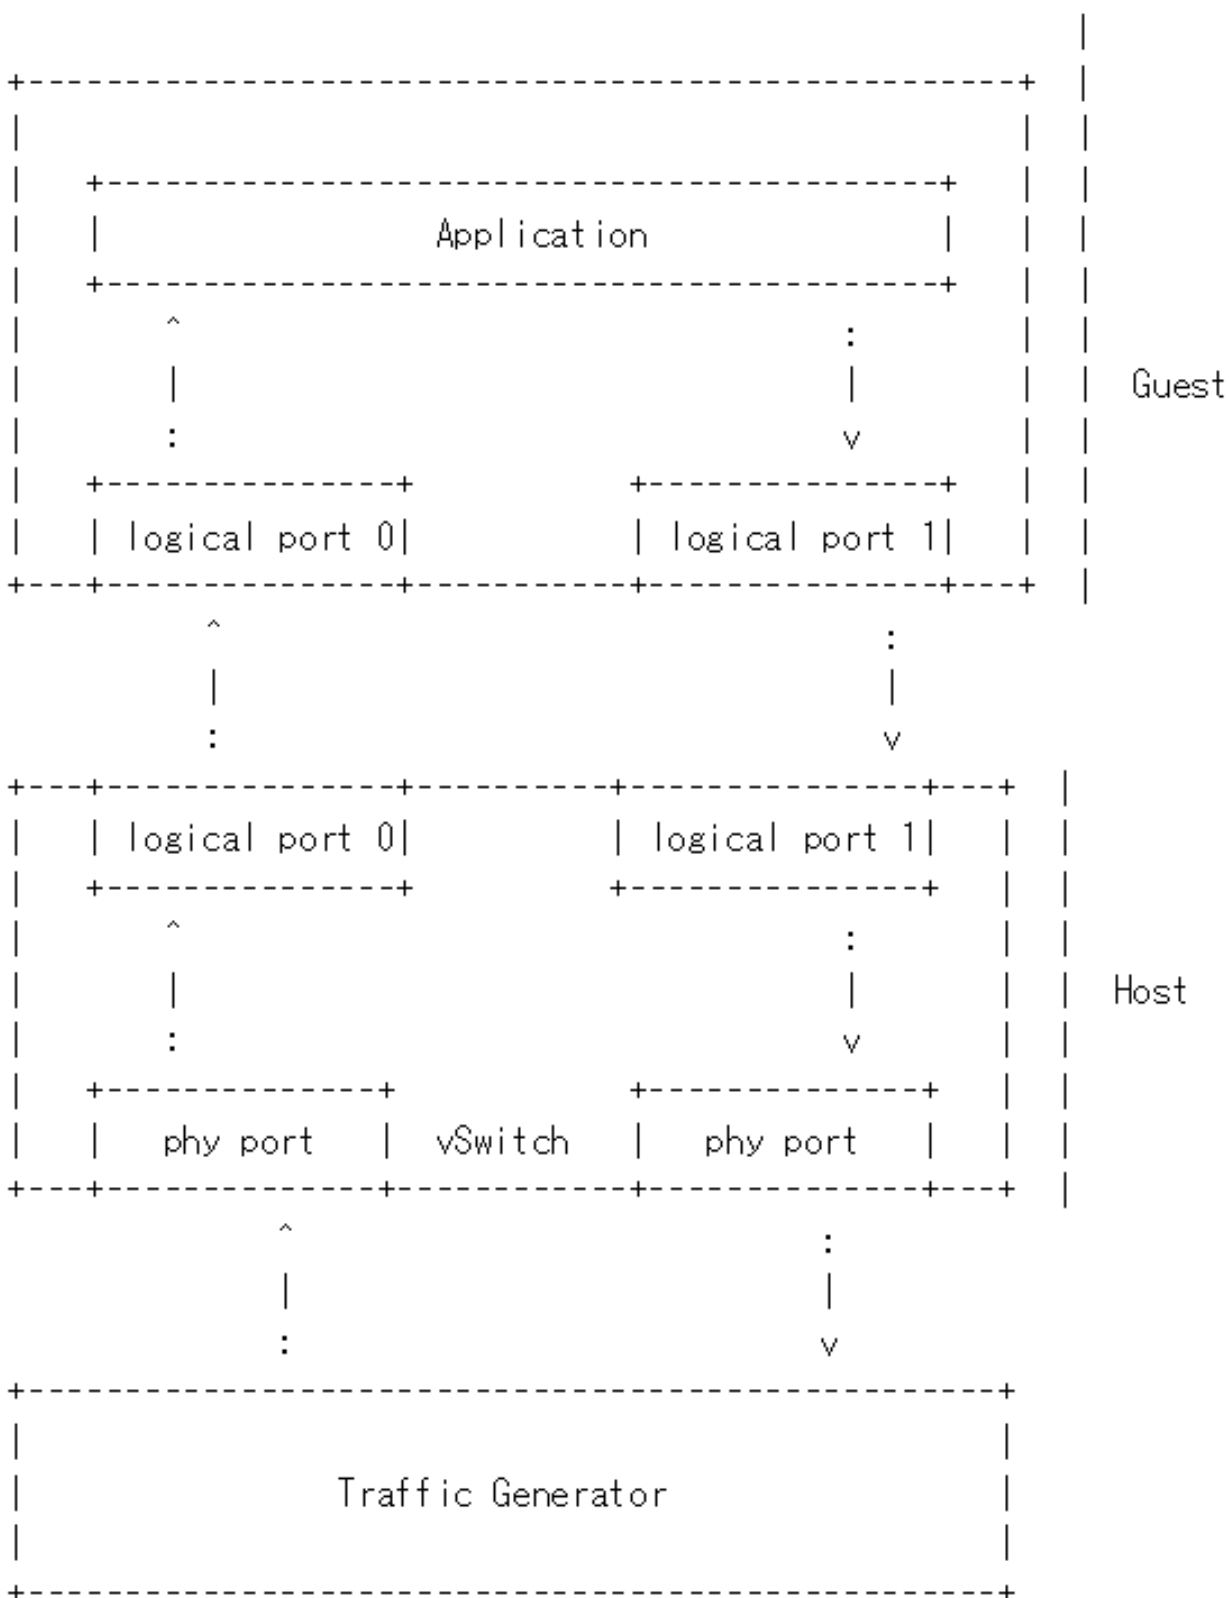 Application
Guest
logical port 0 logical port 1
logical port 0 logical port 1
Host
phy port vSwitch phy port
Traffic Generator